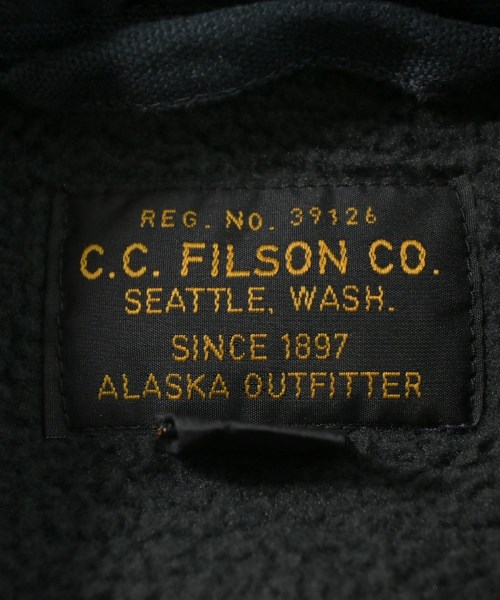 REG. NO. 39126
C.C. FILSON CO.
SEATTLE, WASH.
SINCE 1897
ALASKA OUTFITTER